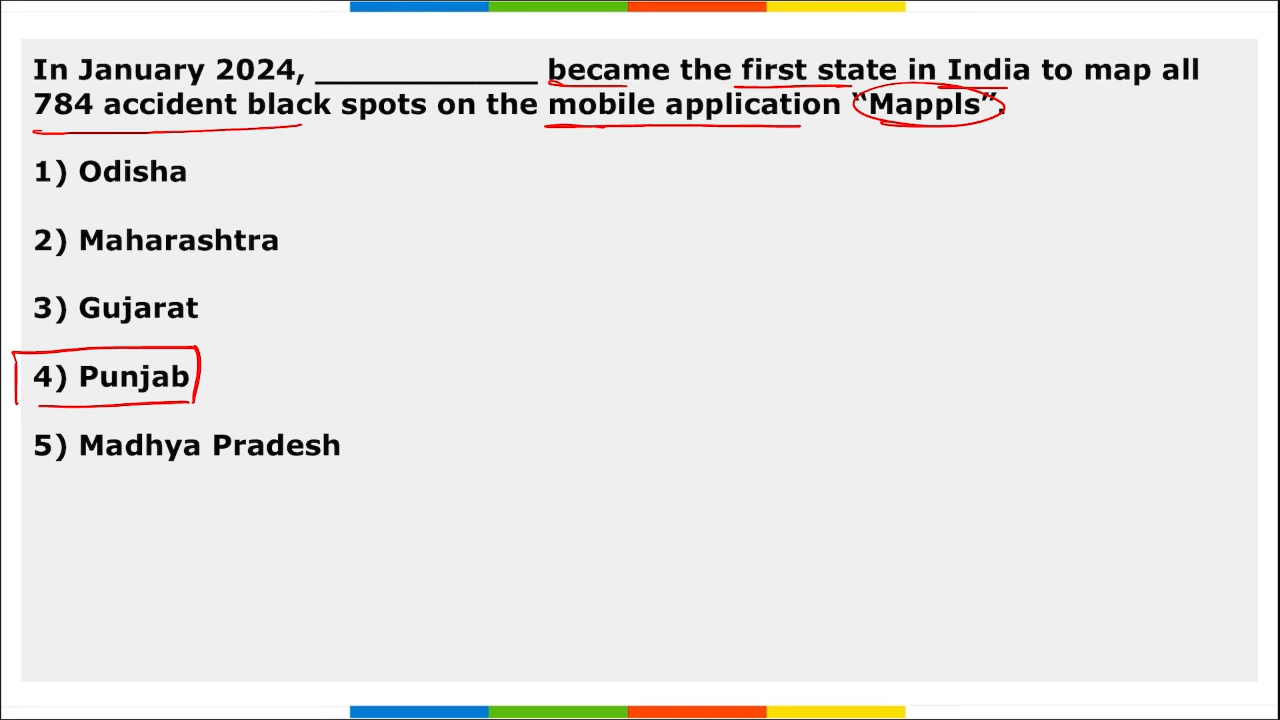 In January 2024, _______________ became the first state in India to map all
784 accident black spots on the mobile application “Mappls”.
1) Odisha
2) Maharashtra
3) Gujarat
4) Punjab
5) Madhya Pradesh